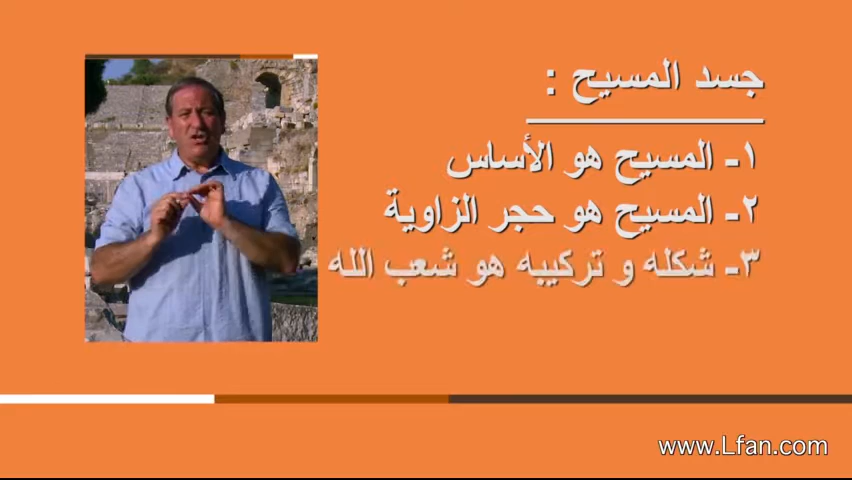 جسد المسيح :
١- المسيح هو الأساس
٢- المسيح هو حجر الزاوية
٣- شكله و تركيبه هو شعب الله
www.Lfan.com